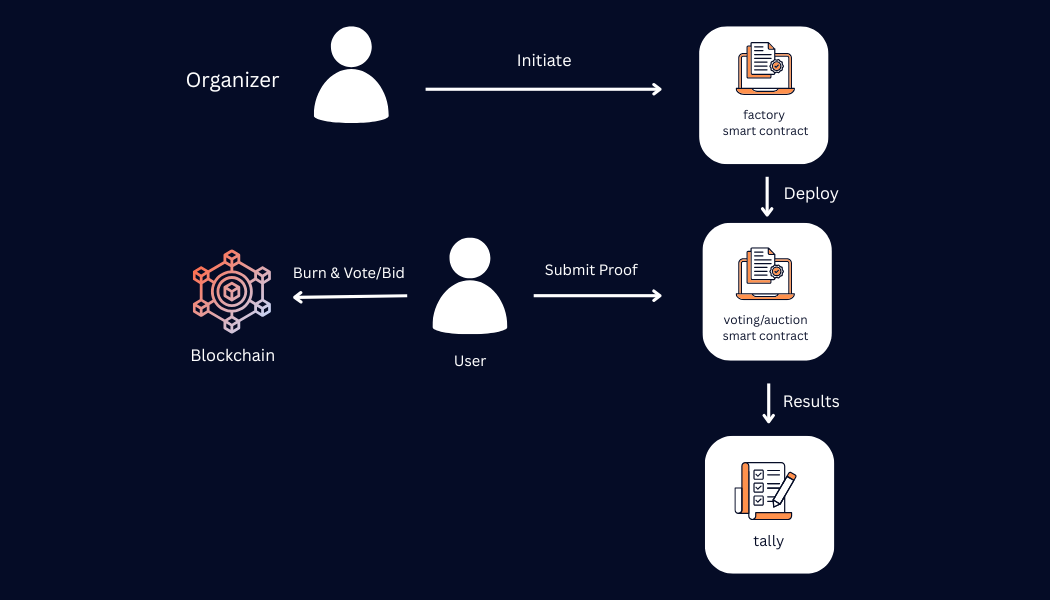 Organizer
Initiate
factory
smart contract
Deploy
Burn & Vote/Bid
Submit Proof
voting/auction
smart contract
Blockchain
User
Results
tally